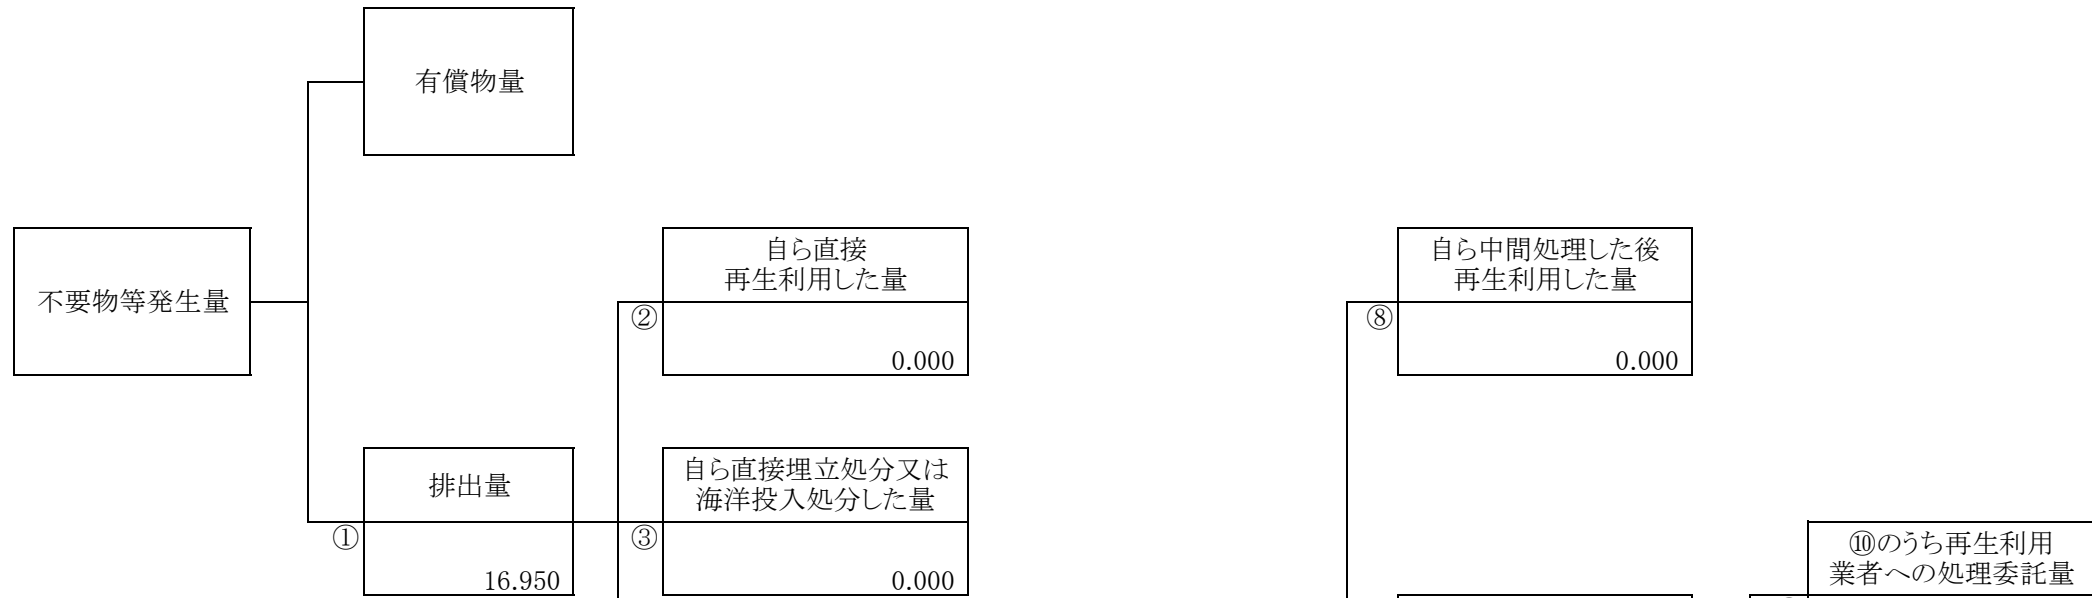 有償物量
不要物等発生量
自ら直接
再生利用した量
②
0.000
自ら中間処理した後
再生利用した量
⑧
0.000
排出量
①
16.950
自ら直接埋立処分又は
海洋投入処分した量
③
0.000
⑩のうち再生利用
業者への処理委託量